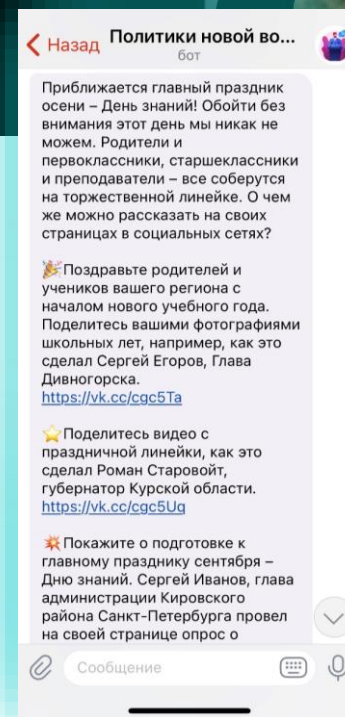 Назад
Политики новой во...
бот
Приближается главный праздник
осени – День знаний! Обойти без
внимания этот день мы никак не
можем. Родители и
первоклассники, старшеклассники
и преподаватели – все соберутся
на торжественной линейке. О чем
же можно рассказать на своих
страницах в социальных сетях?
🎉Поздравьте родителей и
учеников вашего региона с
началом нового учебного года.
Поделитесь вашими фотографиями
школьных лет, например, как это
сделал Сергей Егоров, Глава
Дивногорска.
https://vk.cc/cgc5Ta
⭐Поделитесь видео с
праздничной линейки, как это
сделал Роман Старовойт,
губернатор Курской области.
https://vk.cc/cgc5Uq
💥Покажите о подготовке к
главному празднику сентября –
Дню знаний. Сергей Иванов, глава
администрации Кировского
района Санкт-Петербурга провел
на своей странице опрос о
Сообщение